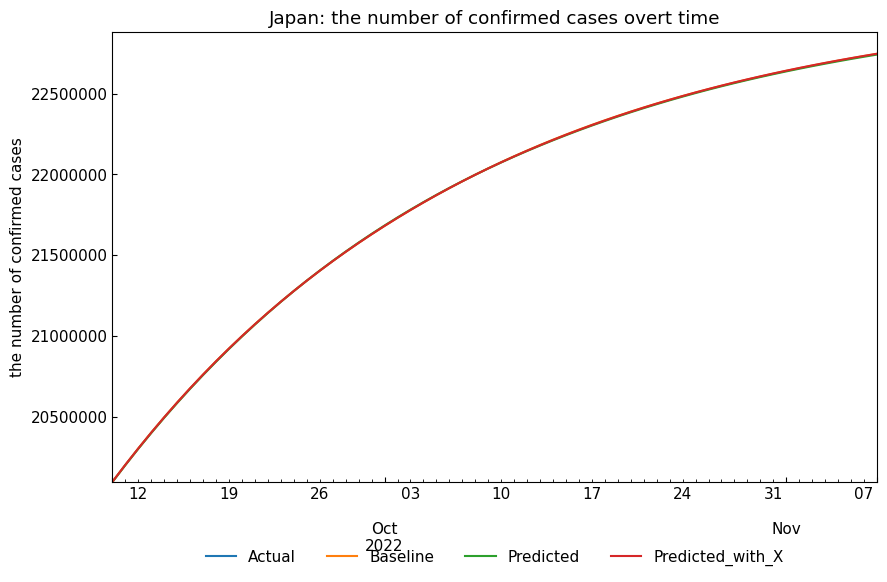 Japan: the number of confirmed cases overt time
the number of confirmed cases
22500000
22000000
21500000
21000000
20500000
12 19 26 03 10 17 24 31 07
Oct Nov
2022
Actual Baseline Predicted Predicted_with_X